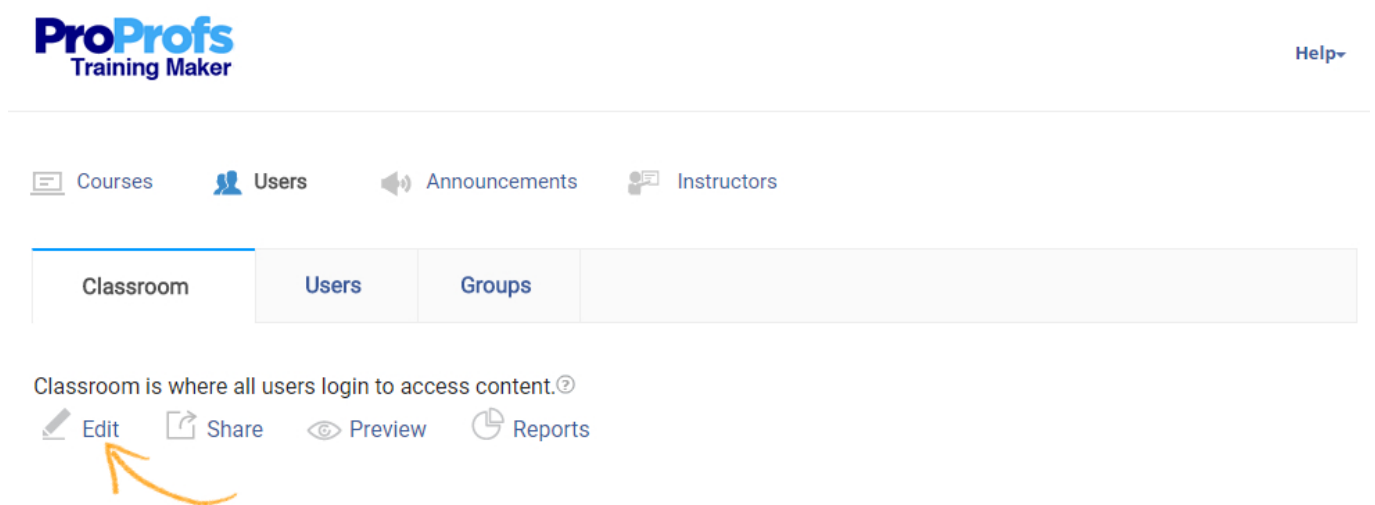 ProProfs
Training Maker
Help
Courses Users Announcements Instructors
Classroom Users Groups
Classroom is where all users login to access content.?
Edit Share Preview Reports